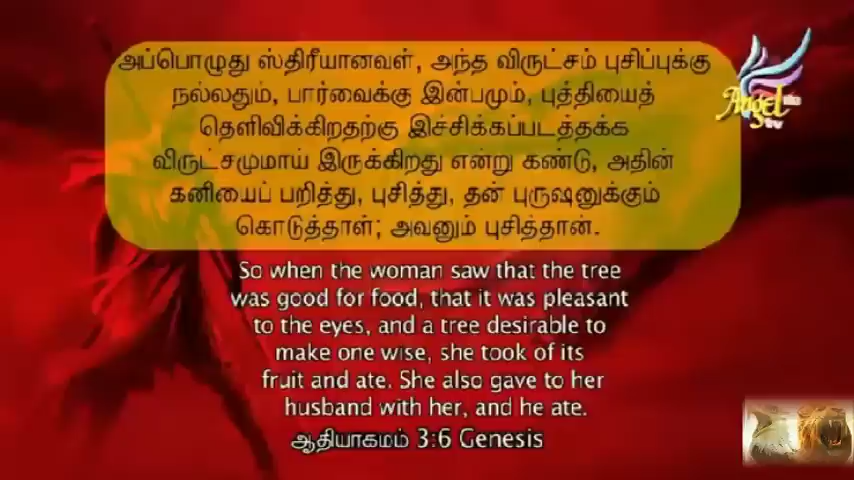 அப்பொழுது ஸ்திரீயானவள், அந்த விருட்சம் புசிப்புக்கு
நல்லதும், பார்வைக்கு இன்பமும், புத்தியைத்
தெளிவிக்கிறதற்கு இச்சிக்கப்படத்தக்க
விருட்சமுமாய் இருக்கிறது என்று கண்டு, அதின்
கனியைப் பறித்து, புசித்து, தன் புருஷனுக்கும்
கொடுத்தாள்; அவனும் புசித்தான்.
Angel
tv
So when the woman saw that the tree
was good for food, that it was pleasant
to the eyes, and a tree desirable to
make one wise, she took of its
fruit and ate. She also gave to her
husband with her, and he ate.
ஆதியாகமம் 3:6 Genesis